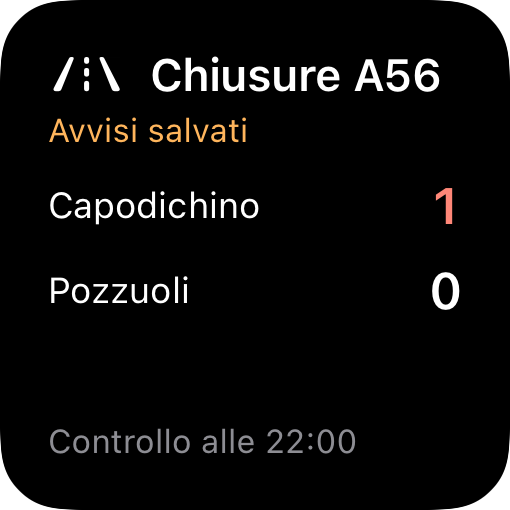 Chiusure A56
Avvisi salvati
Capodichino 1
Pozzuoli 0
Controllo alle 22:00